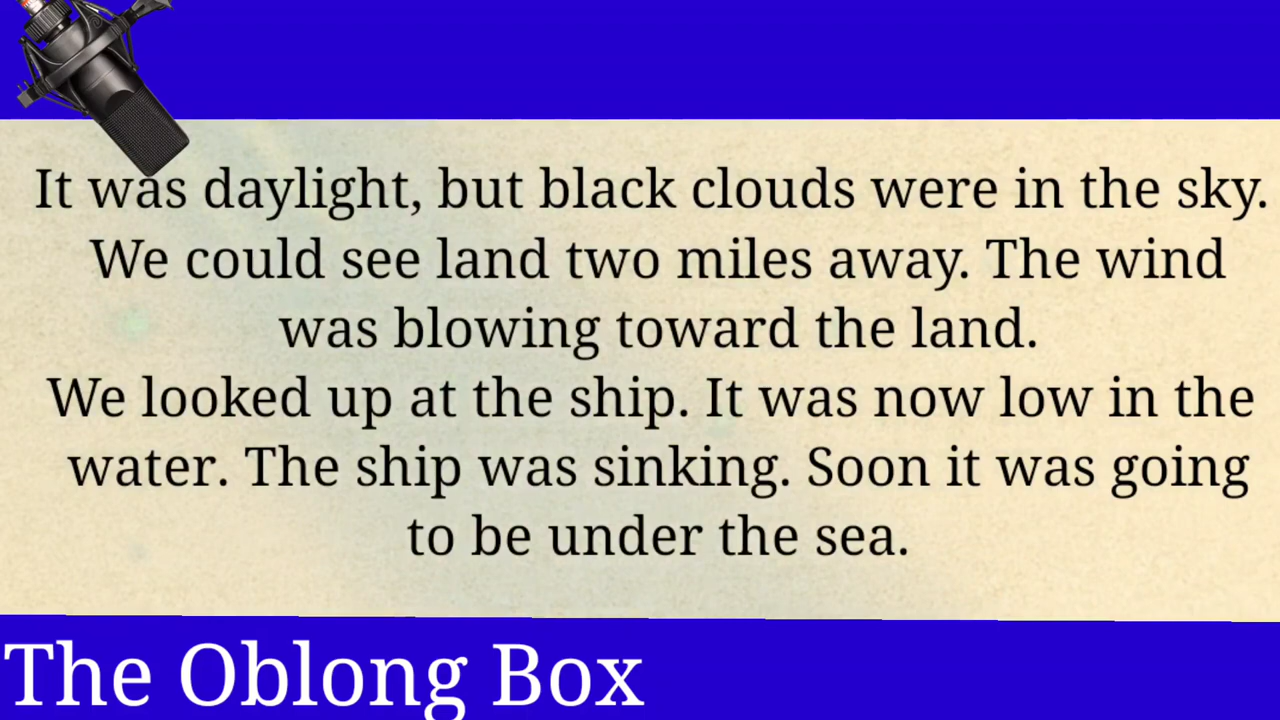 It was daylight, but black clouds were in the sky.
We could see land two miles away. The wind
was blowing toward the land.
We looked up at the ship. It was now low in the
water. The ship was sinking. Soon it was going
to be under the sea.
The Oblong Box